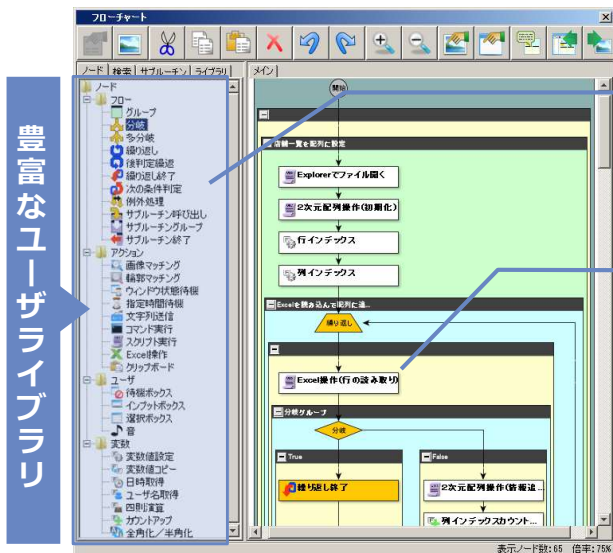 フローチャート
ノード 検索 サブルーチン ライブラリ
メイン
豊富なユーザライブラリ
ノード
フロー
グループ
分岐
多分岐
繰り返し
後判定繰返
繰り返し終了
次の条件判定
例外処理
サブルーチン呼び出し
サブルーチングループ
サブルーチン終了
アクション
画像マッチング
輪郭マッチング
ウィンドウ状態待機
指定時間待機
文字列送信
コマンド実行
スクリプト実行
Excel操作
クリップボード
ユーザ
待機ボックス
インプットボックス
選択ボックス
音
変数
変数値設定
変数値コピー
日時取得
ユーザ名取得
四則演算
カウントアップ
全角化/半角化
開始
店舗一覧を配列に設定
Explorerでファイル開く
2次元配列操作(初期化)
行インデックス
列インデックス
Excelを読み込んで配列に追...
繰り返し
Excel操作(行の読み取り)
分岐グループ
分岐
True
False
繰り返し終了
2次元配列操作(情報追...
列インデックスカウント...
表示ノード数:65 倍率:75%